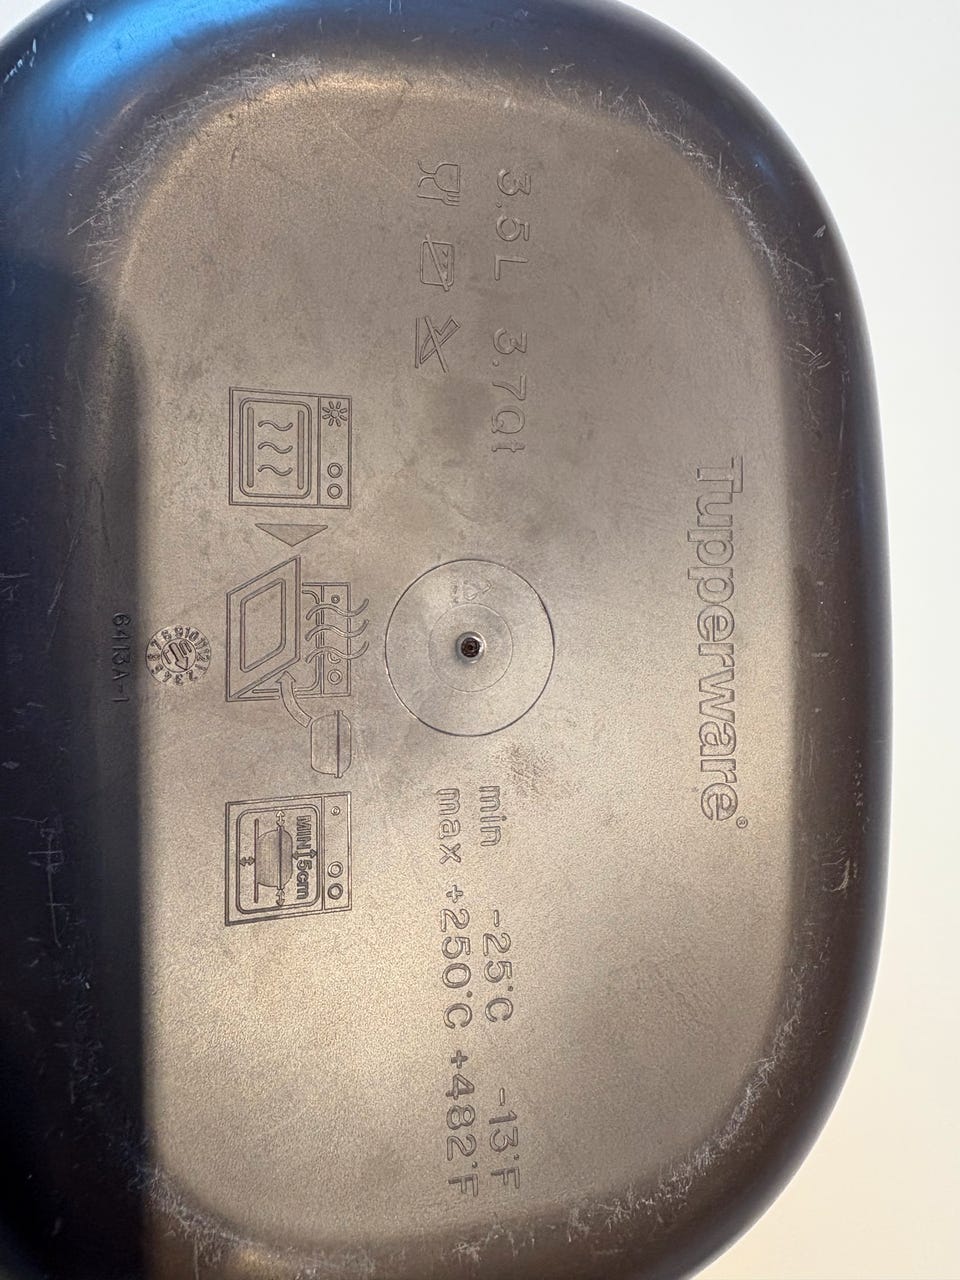 Tupperware®
3.5L 3.7Qt
min -25°C -13°F
max +250°C +482°F
MIN 5cm
6413A-1